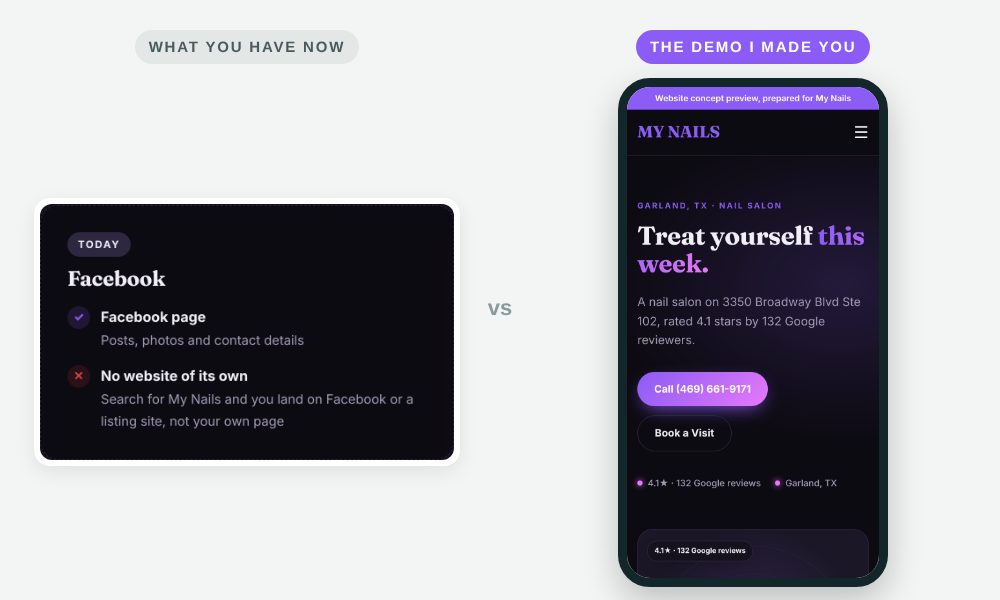 WHAT YOU HAVE NOW
TODAY
Facebook
Facebook page
Posts, photos and contact details
No website of its own
Search for My Nails and you land on Facebook or a
listing site, not your own page
vs
THE DEMO I MADE YOU
Website concept preview, prepared for My Nails
MY NAILS
GARLAND, TX · NAIL SALON
Treat yourself this
week.
A nail salon on 3350 Broadway Blvd Ste
102, rated 4.1 stars by 132 Google
reviewers.
Call (469) 661-9171
Book a Visit
4.1★ · 132 Google reviews
Garland, TX
4.1★ · 132 Google reviews